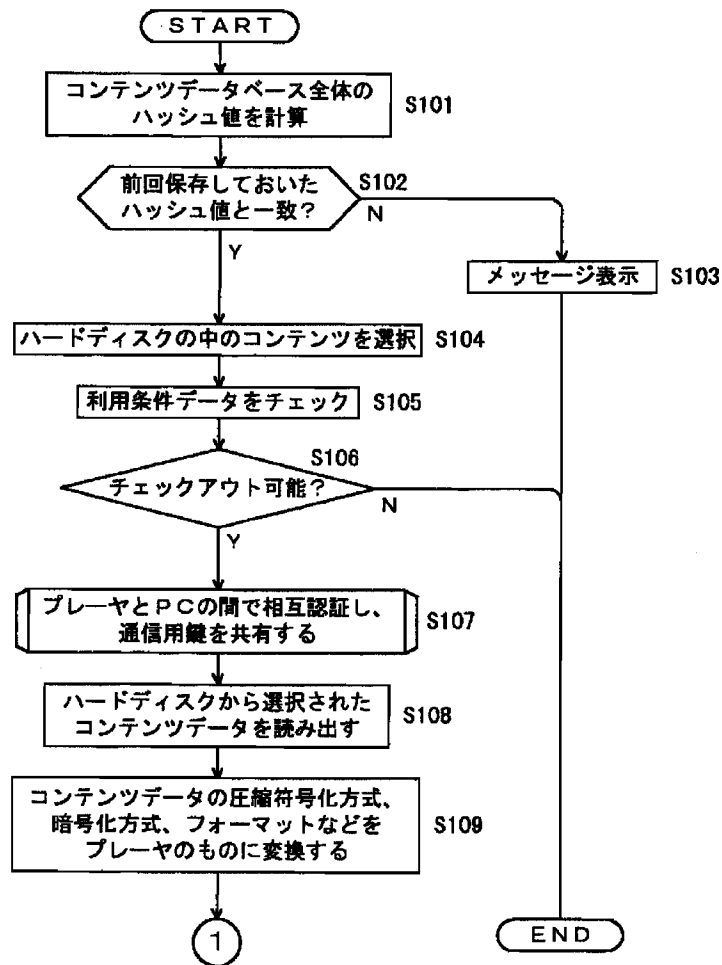 START
コンテンツデータベース全体の
ハッシュ値を計算
S101
前回保存しておいた
ハッシュ値と一致？
S102
N
Y
メッセージ表示
S103
ハードディスクの中のコンテンツを選択
S104
利用条件データをチェック
S105
S106
チェックアウト可能？
N
Y
プレーヤとPCの間で相互認証し、
通信用鍵を共有する
S107
ハードディスクから選択された
コンテンツデータを読み出す
S108
コンテンツデータの圧縮符号化方式、
暗号化方式、フォーマットなどを
プレーヤのものに変換する
S109
1
END